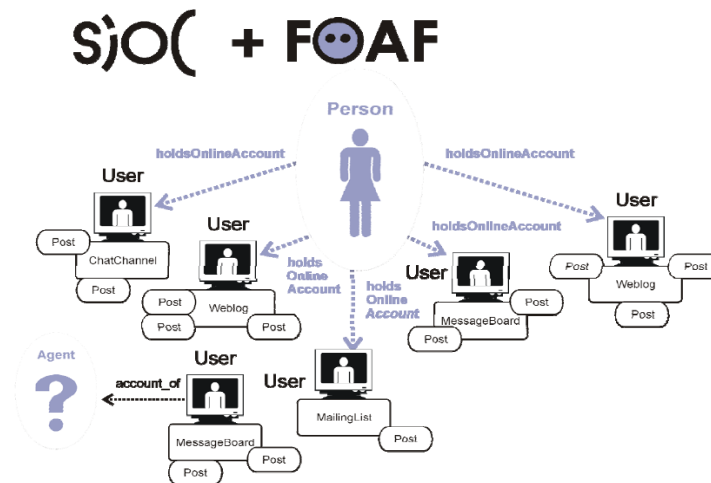 sioc + FOAF
Person
holdsOnlineAccount
holdsOnlineAccount
User
User
Post
ChatChannel
Post
User
holdsOnlineAccount
Post
Post
Weblog
Post
User
Post
Weblog
Post
Post
holds
Online
Account
holds
Online
Account
User
Post
MessageBoard
Post
Agent
account_of
User
MessageBoard
Post
Post
User
MailingList
Post